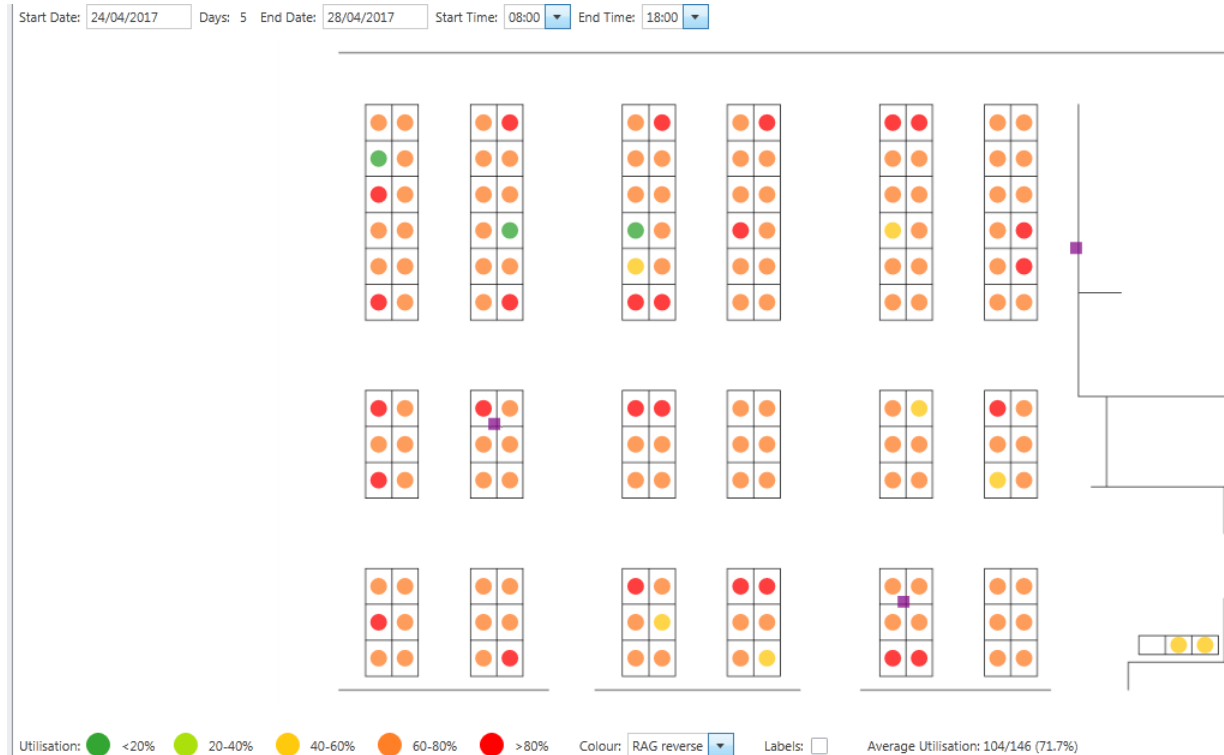 Start Date: 24/04/2017 Days: 5 End Date: 28/04/2017 Start Time: 08:00 End Time: 18:00
Utilisation: <20% 20-40% 40-60% 60-80% >80% Colour: RAG reverse Labels: Average Utilisation: 104/146 (71.7%)